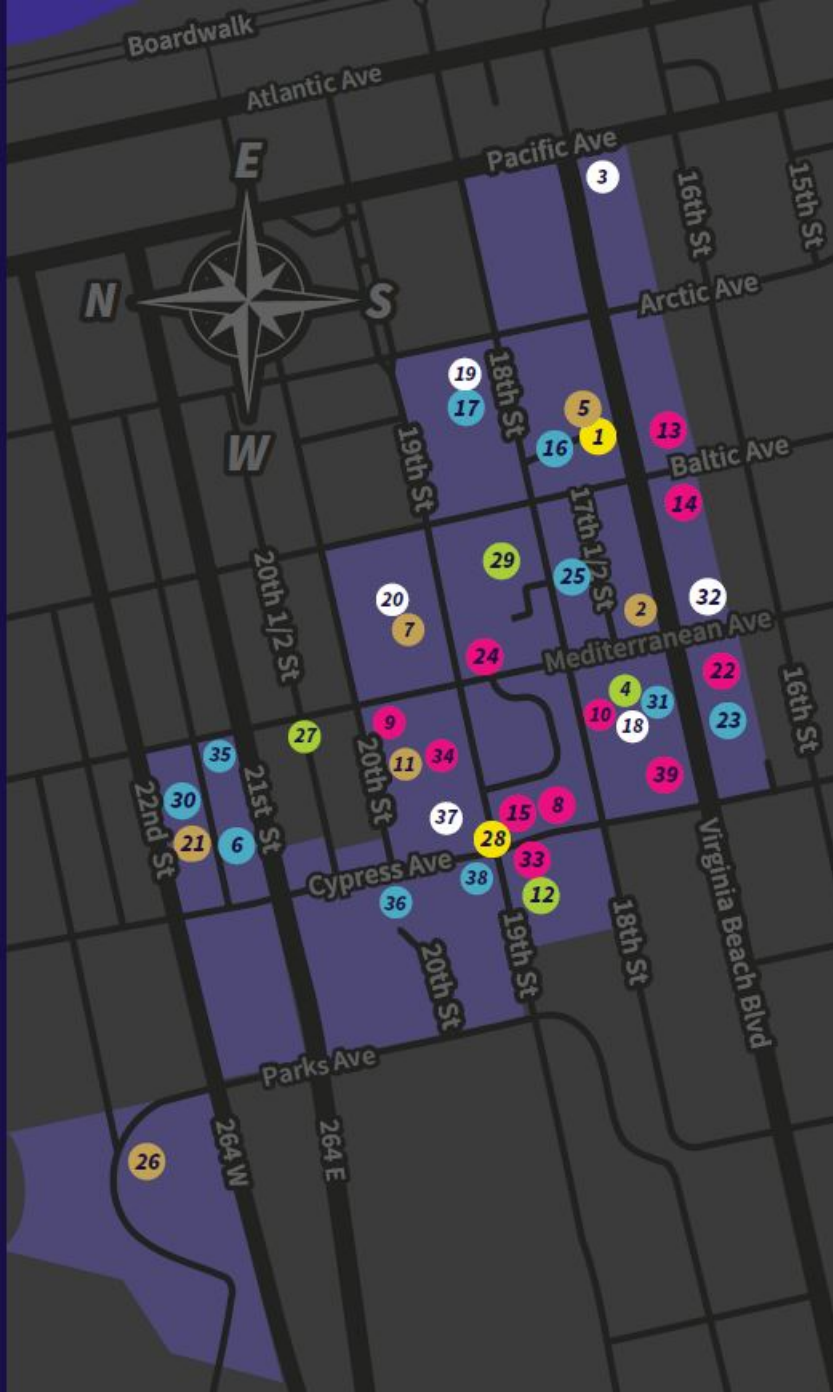 Boardwalk
Atlantic Ave
E
Pacific Ave
3
16th St
15th St
N
S
Arctic Ave
19
18th St
17
5
1
16
13
W
19th St
Baltic Ave
14
17th 1/2 St
20th 1/2 St
29
25
20
7
2
32
Mediterranean Ave
24
22
4
31
10
18
23
16th St
9
27
35
11
34
20th St
39
30
21st St
22nd St
37
15
8
21
6
28
Virginia Beach Blvd
Cypress Ave
33
38
12
36
19th St
18th St
20th St
Parks Ave
264 W
264 E
26